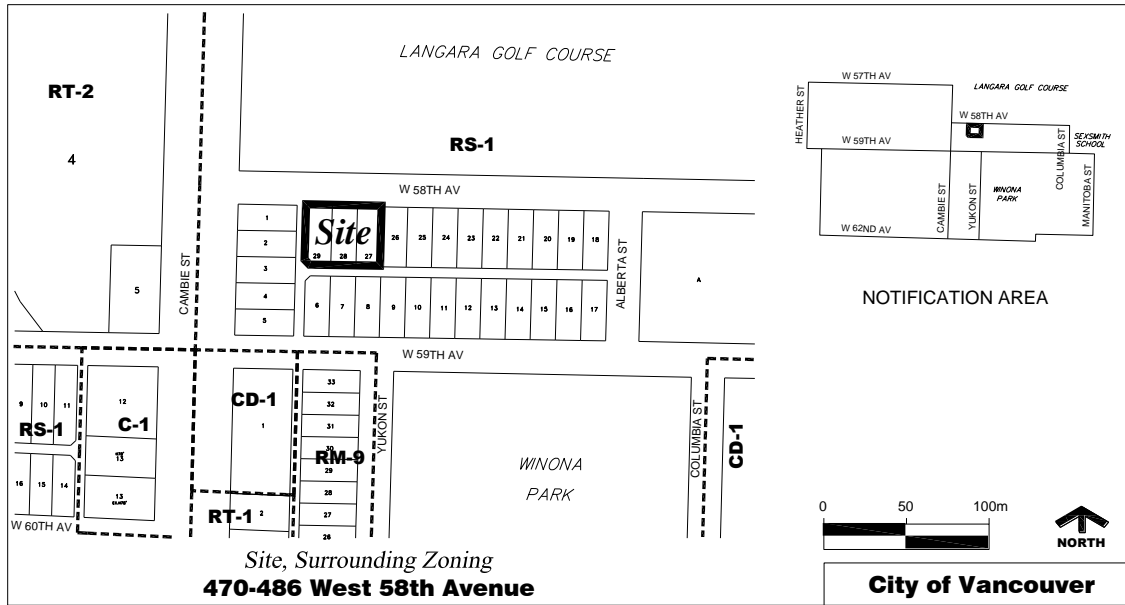 LANGARA GOLF COURSE
RT-2
4
RS-1
W 58TH AV
Site
29 28 27 26 25 24 23 22 21 20 19 18
1
2
3
4
5
6 7 8 9 10 11 12 13 14 15 16 17
A
5
CAMBIE ST
ALBERTA ST
W 59TH AV
9 10 11
RS-1
16 15 14
W 60TH AV
12
C-1
13
13
CD-1
1
RT-1
2
33
32
31
30
RM-9
29
28
27
26
YUKON ST
WINONA
PARK
COLUMBIA ST
CD-1
W 57TH AV
LANGARA GOLF COURSE
HEATHER ST
W 58TH AV
W 59TH AV
SEXSMITH
SCHOOL
COLUMBIA ST
CAMBIE ST
YUKON ST
WINONA
PARK
MANITOBA ST
W 62ND AV
NOTIFICATION AREA
0 50 100m
NORTH
Site, Surrounding Zoning
470-486 West 58th Avenue
City of Vancouver